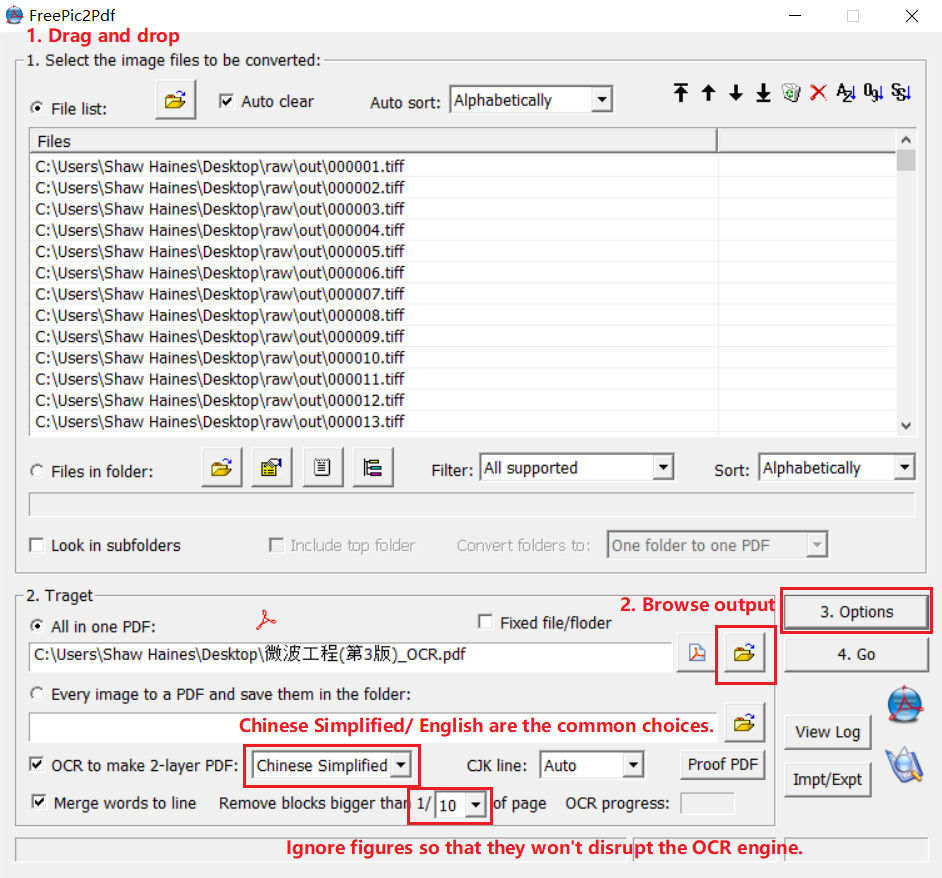 FreePic2Pdf
1. Drag and drop
1. Select the image files to be converted:
File list:
Auto clear
Auto sort: Alphabetically
Files
C:\Users\Shaw Haines\Desktop\raw\out\000001.tiff
C:\Users\Shaw Haines\Desktop\raw\out\000002.tiff
C:\Users\Shaw Haines\Desktop\raw\out\000003.tiff
C:\Users\Shaw Haines\Desktop\raw\out\000004.tiff
C:\Users\Shaw Haines\Desktop\raw\out\000005.tiff
C:\Users\Shaw Haines\Desktop\raw\out\000006.tiff
C:\Users\Shaw Haines\Desktop\raw\out\000007.tiff
C:\Users\Shaw Haines\Desktop\raw\out\000008.tiff
C:\Users\Shaw Haines\Desktop\raw\out\000009.tiff
C:\Users\Shaw Haines\Desktop\raw\out\000010.tiff
C:\Users\Shaw Haines\Desktop\raw\out\000011.tiff
C:\Users\Shaw Haines\Desktop\raw\out\000012.tiff
C:\Users\Shaw Haines\Desktop\raw\out\000013.tiff
Files in folder:
Filter: All supported
Sort: Alphabetically
Look in subfolders
Include top folder
Convert folders to: One folder to one PDF
2. Traget
2. Browse output
3. Options
All in one PDF:
Fixed file/floder
C:\Users\Shaw Haines\Desktop\微波工程(第3版)_OCR.pdf
4. Go
Every image to a PDF and save them in the folder:
Chinese Simplified/ English are the common choices.
View Log
OCR to make 2-layer PDF: Chinese Simplified
CJK line: Auto
Proof PDF
Impt/Expt
Merge words to line
Remove blocks bigger than 1/ 10 of page
OCR progress:
Ignore figures so that they won't disrupt the OCR engine.